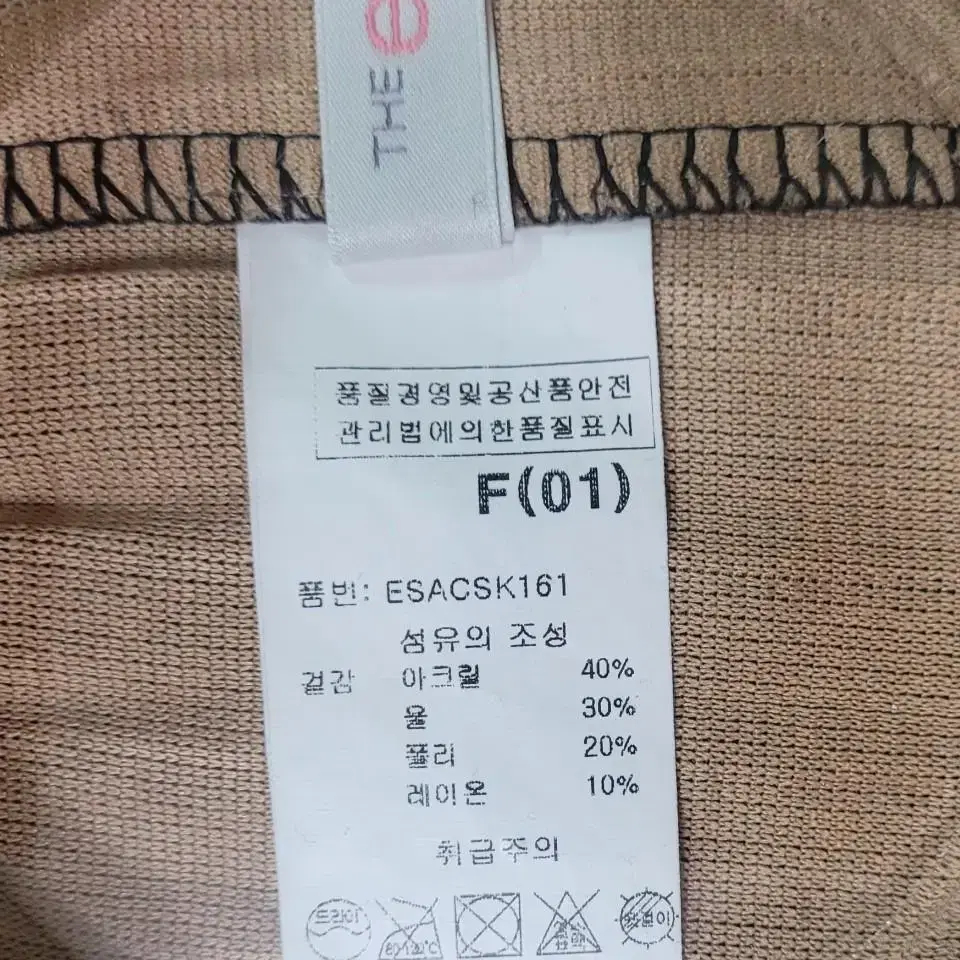 THE e
품질경영및공산품안전
관리법에의한품질표시
F(01)
품번: ESACSK161
섬유의 조성
겉감 아크릴 40%
울 30%
폴리 20%
레이온 10%
취급주의
드라이